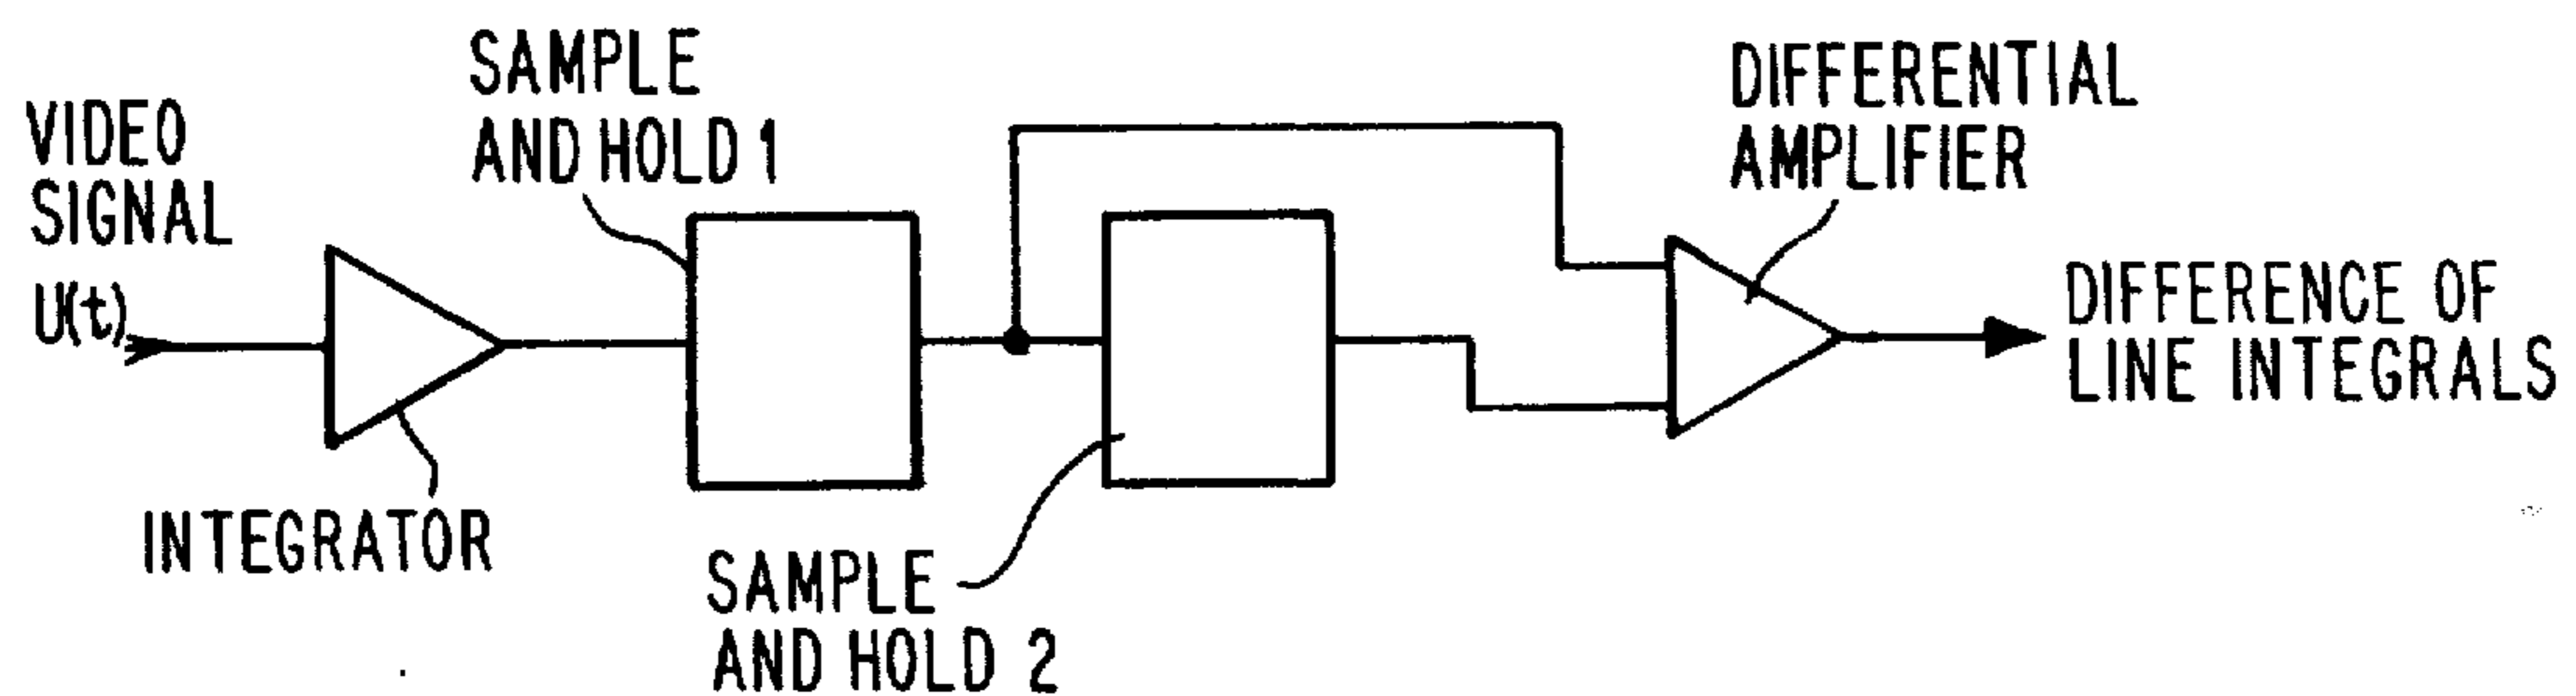 VIDEO
SIGNAL
U(t)
SAMPLE
AND HOLD 1
DIFFERENTIAL
AMPLIFIER
DIFFERENCE OF
LINE INTEGRALS
INTEGRATOR
SAMPLE
AND HOLD 2